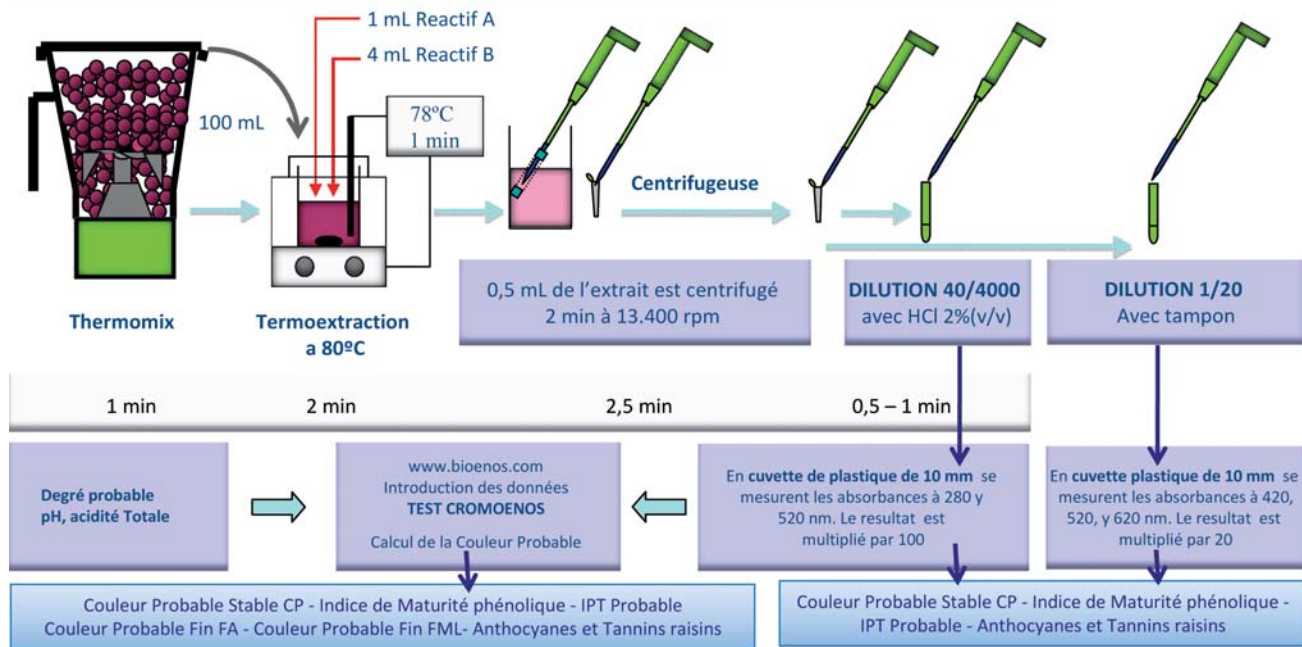 1 mL Reactif A
4 mL Reactif B
100 mL
78ºC
1 min
Centrifugeuse
Thermomix
Termoextraction
a 80ºC
0,5 mL de l’extrait est centrifugé
2 min à 13.400 rpm
DILUTION 40/4000
avec HCl 2%(v/v)
DILUTION 1/20
Avec tampon
1 min
2 min
2,5 min
0,5 – 1 min
Degré probable
pH, acidité Totale
www.bioenos.com
Introduction des données
TEST CROMOENOS
Calcul de la Couleur Probable
En cuvette de plastique de 10 mm se
mesurent les absorbances à 280 y
520 nm. Le resultat est
multiplié par 100
En cuvette plastique de 10 mm se
mesurent les absorbances à 420,
520, y 620 nm. Le resultat est
multiplié par 20
Couleur Probable Stable CP - Indice de Maturité phénolique - IPT Probable
Couleur Probable Fin FA - Couleur Probable Fin FML- Anthocyanes et Tannins raisins
Couleur Probable Stable CP - Indice de Maturité phénolique -
IPT Probable - Anthocyanes et Tannins raisins